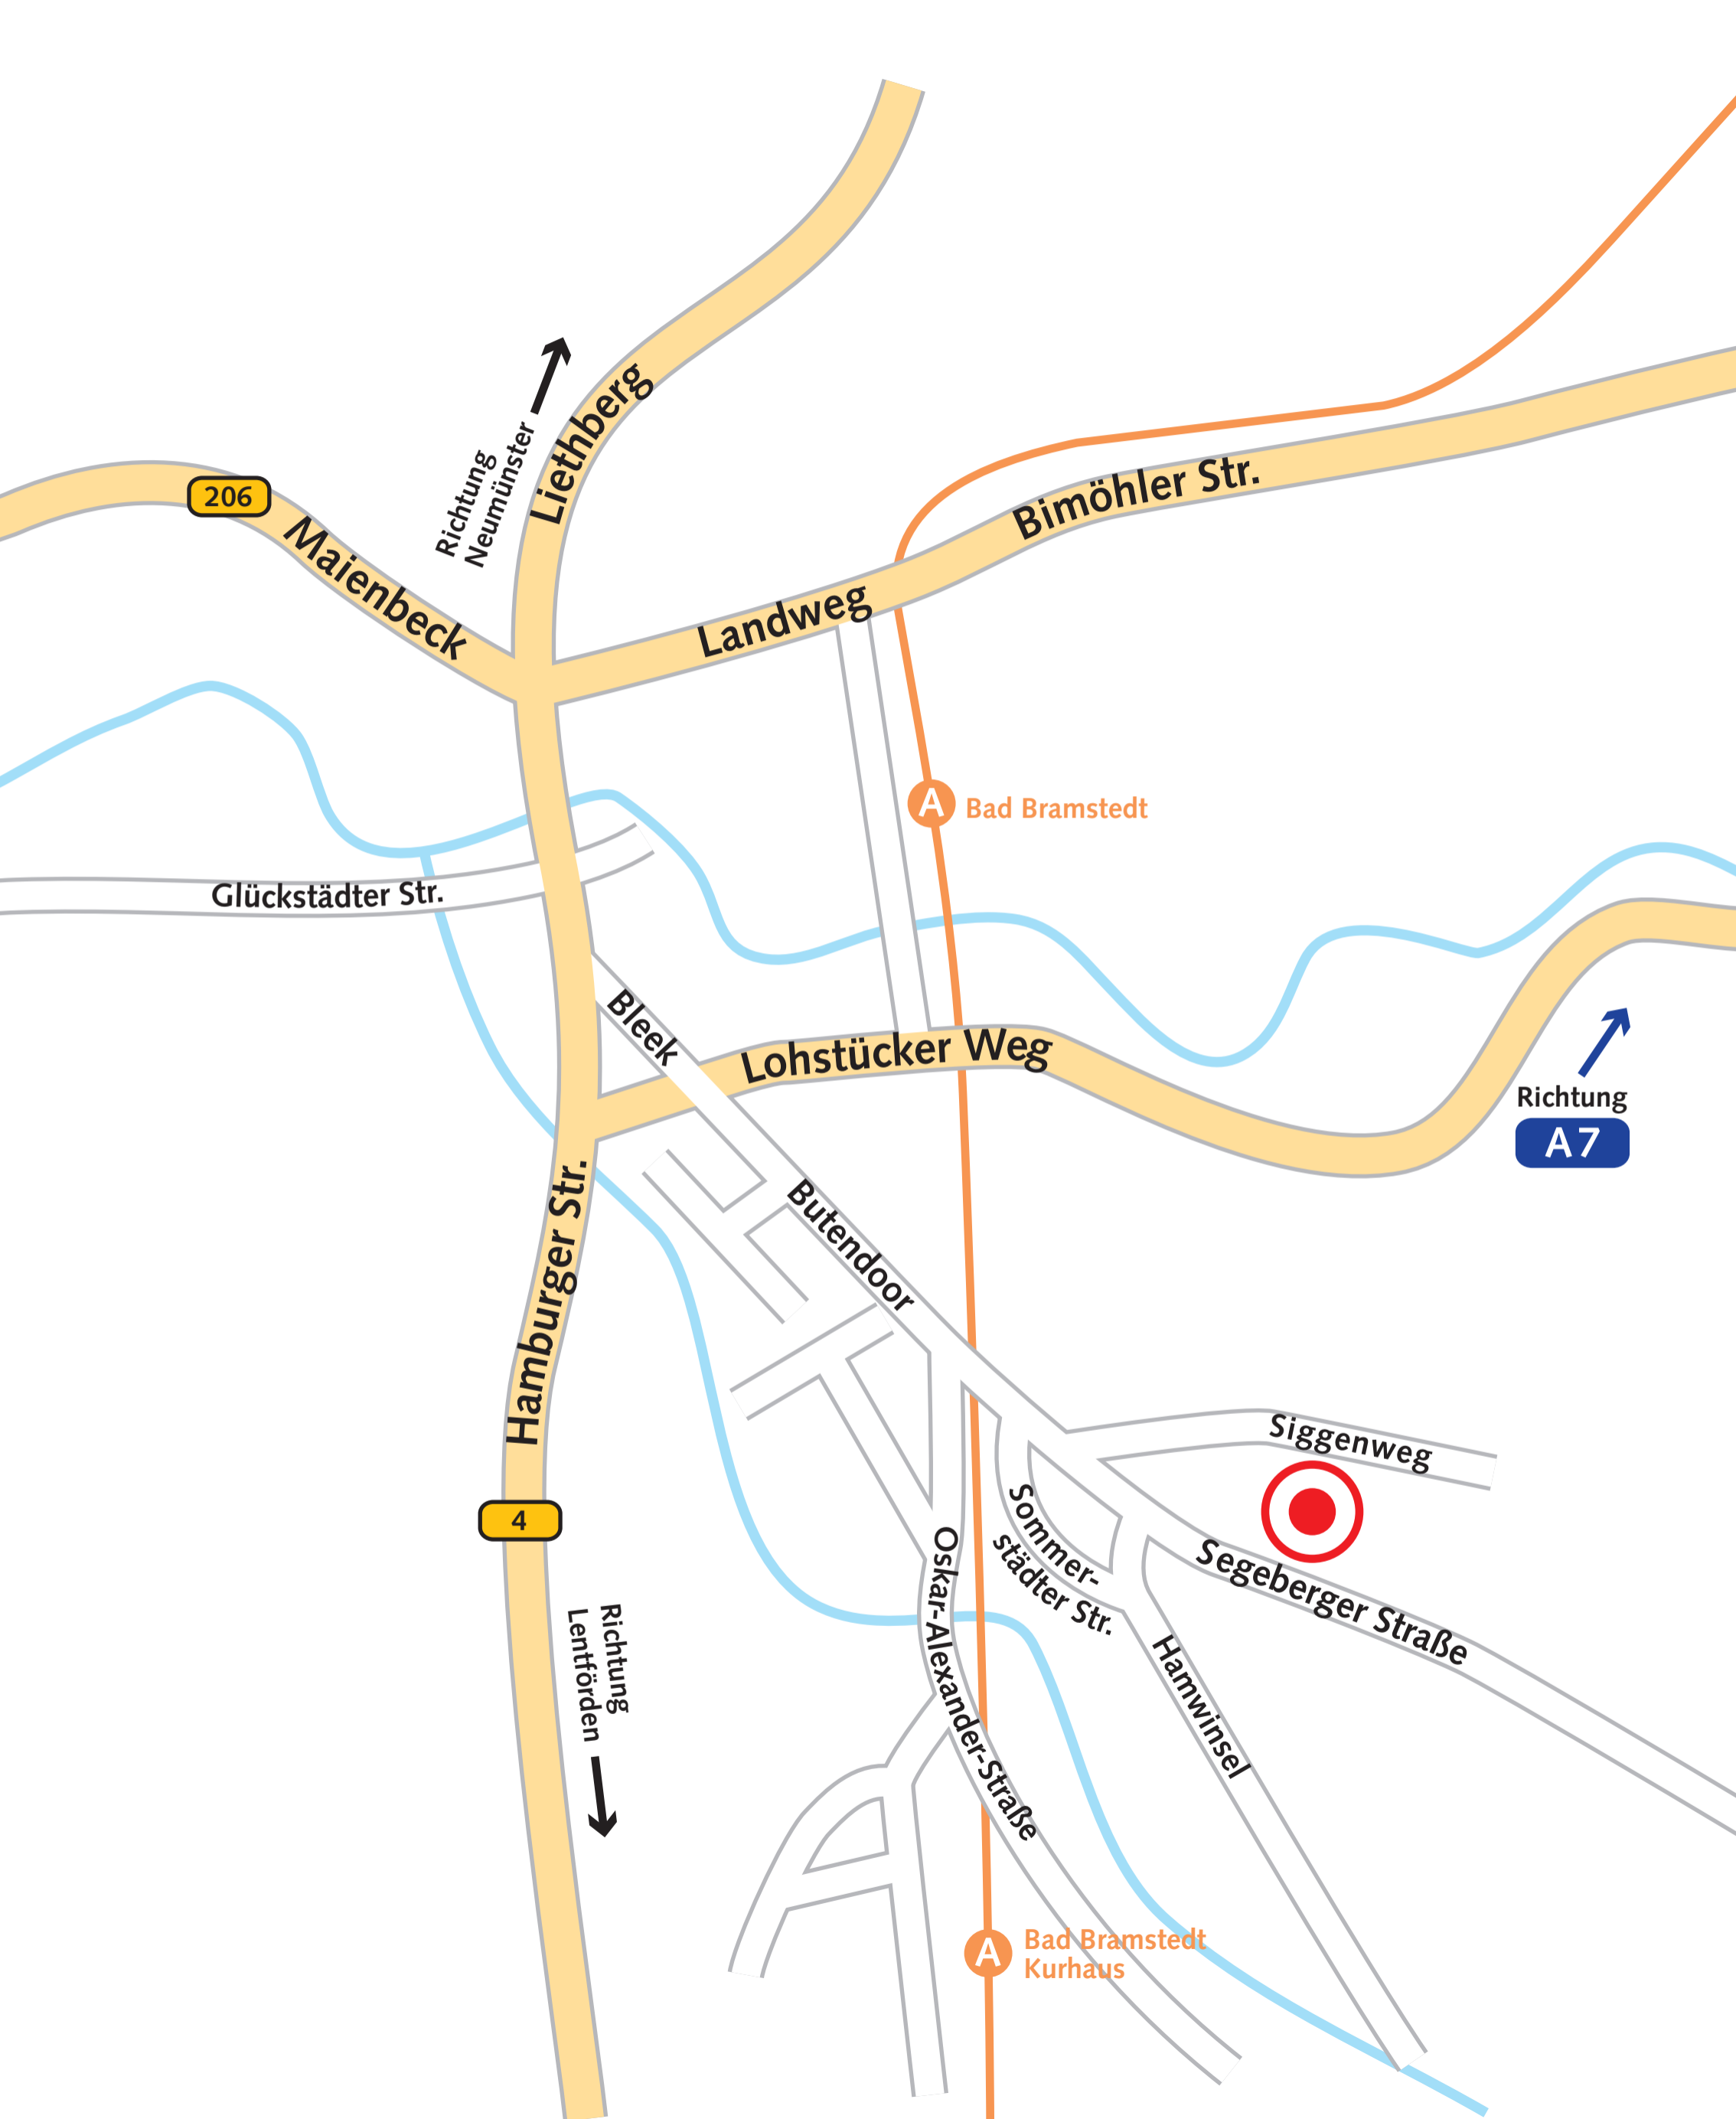 Liethberg
Richtung
Neumünster
206
Maienbeck
Bimöhler Str.
Landweg
A Bad Bramstedt
Glückstädter Str.
Bleek
Lohstücker Weg
Richtung
A 7
Butendoor
Hamburger Str.
Siggenweg
4
Sommer-
städter Str.
Segeberger Straße
Oskar-Alexander-Straße
Hamwinsel
Richtung
Lentförden
A Bad Bramstedt
Kurhaus